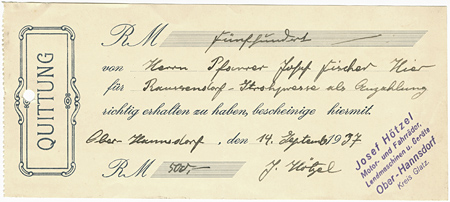 QUITTUNG
RM fünfhundert
von Herrn Pfarrer Josef Fischer Hier
für Ramsendorf-Strohpresse als Anzahlung
richtig erhalten zu haben, bescheinige hiermit.
Ober-Hannsdorf, den 14. September 1937
RM 500,- J. Hötzel
Josef Hötzel
Motor- und Fahrräder,
Landmaschinen u. Geräte
Ober-Hannsdorf
Kreis Glatz.